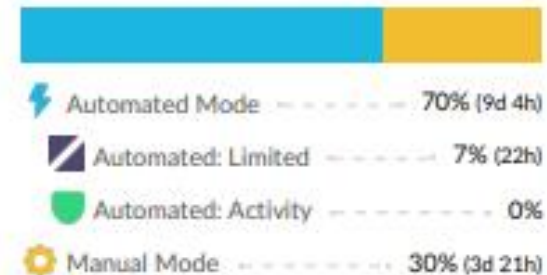 Automated Mode 70% (9d 4h)
Automated: Limited 7% (22h)
Automated: Activity 0%
Manual Mode 30% (3d 21h)